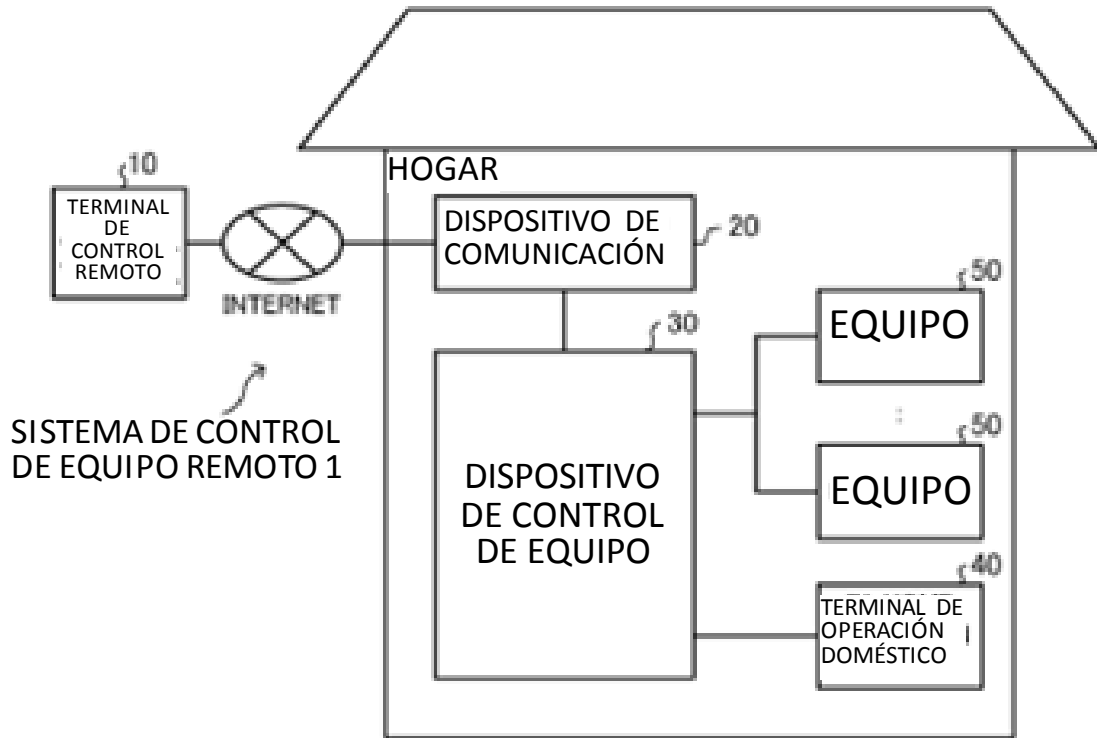 HOGAR
10
TERMINAL
DE
CONTROL
REMOTO
INTERNET
DISPOSITIVO DE
COMUNICACIÓN
20
30
DISPOSITIVO
DE CONTROL
DE EQUIPO
50
EQUIPO
50
EQUIPO
40
TERMINAL DE
OPERACIÓN
DOMÉSTICO
SISTEMA DE CONTROL
DE EQUIPO REMOTO 1